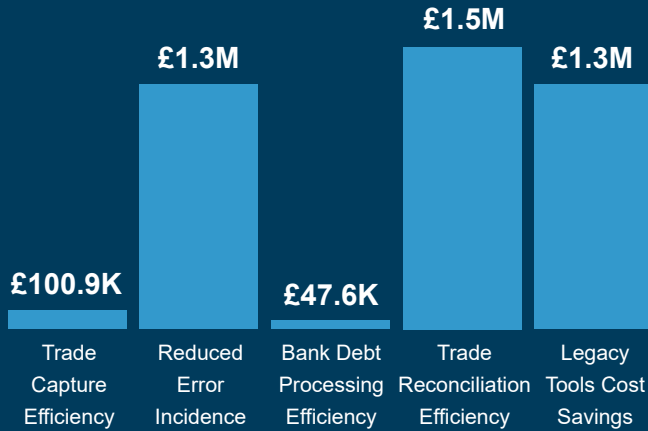 £1.5M
£1.3M
£1.3M
£100.9K
£47.6K
Trade
Capture
Efficiency
Reduced
Error
Incidence
Bank Debt
Processing
Efficiency
Trade
Reconciliation
Efficiency
Legacy
Tools Cost
Savings